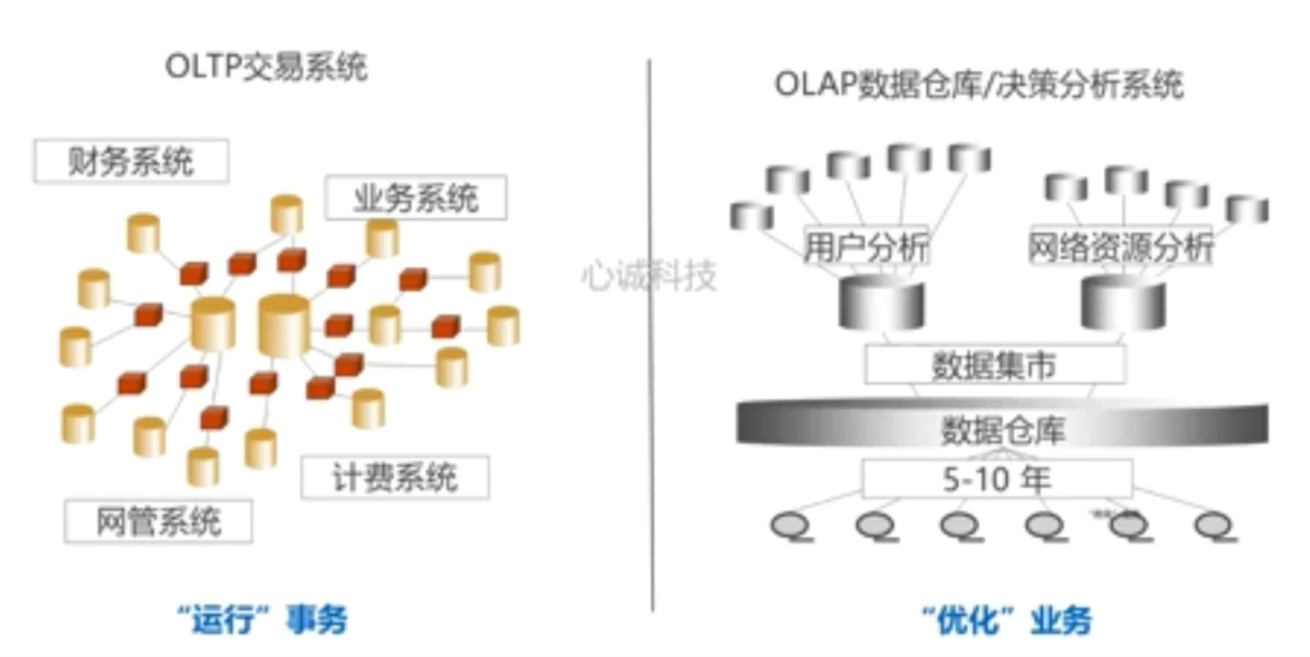 OLTP交易系统
财务系统
业务系统
计费系统
网管系统
“运行”事务
心诚科技
OLAP数据仓库/决策分析系统
用户分析
网络资源分析
数据集市
数据仓库
5-10 年
“优化”业务